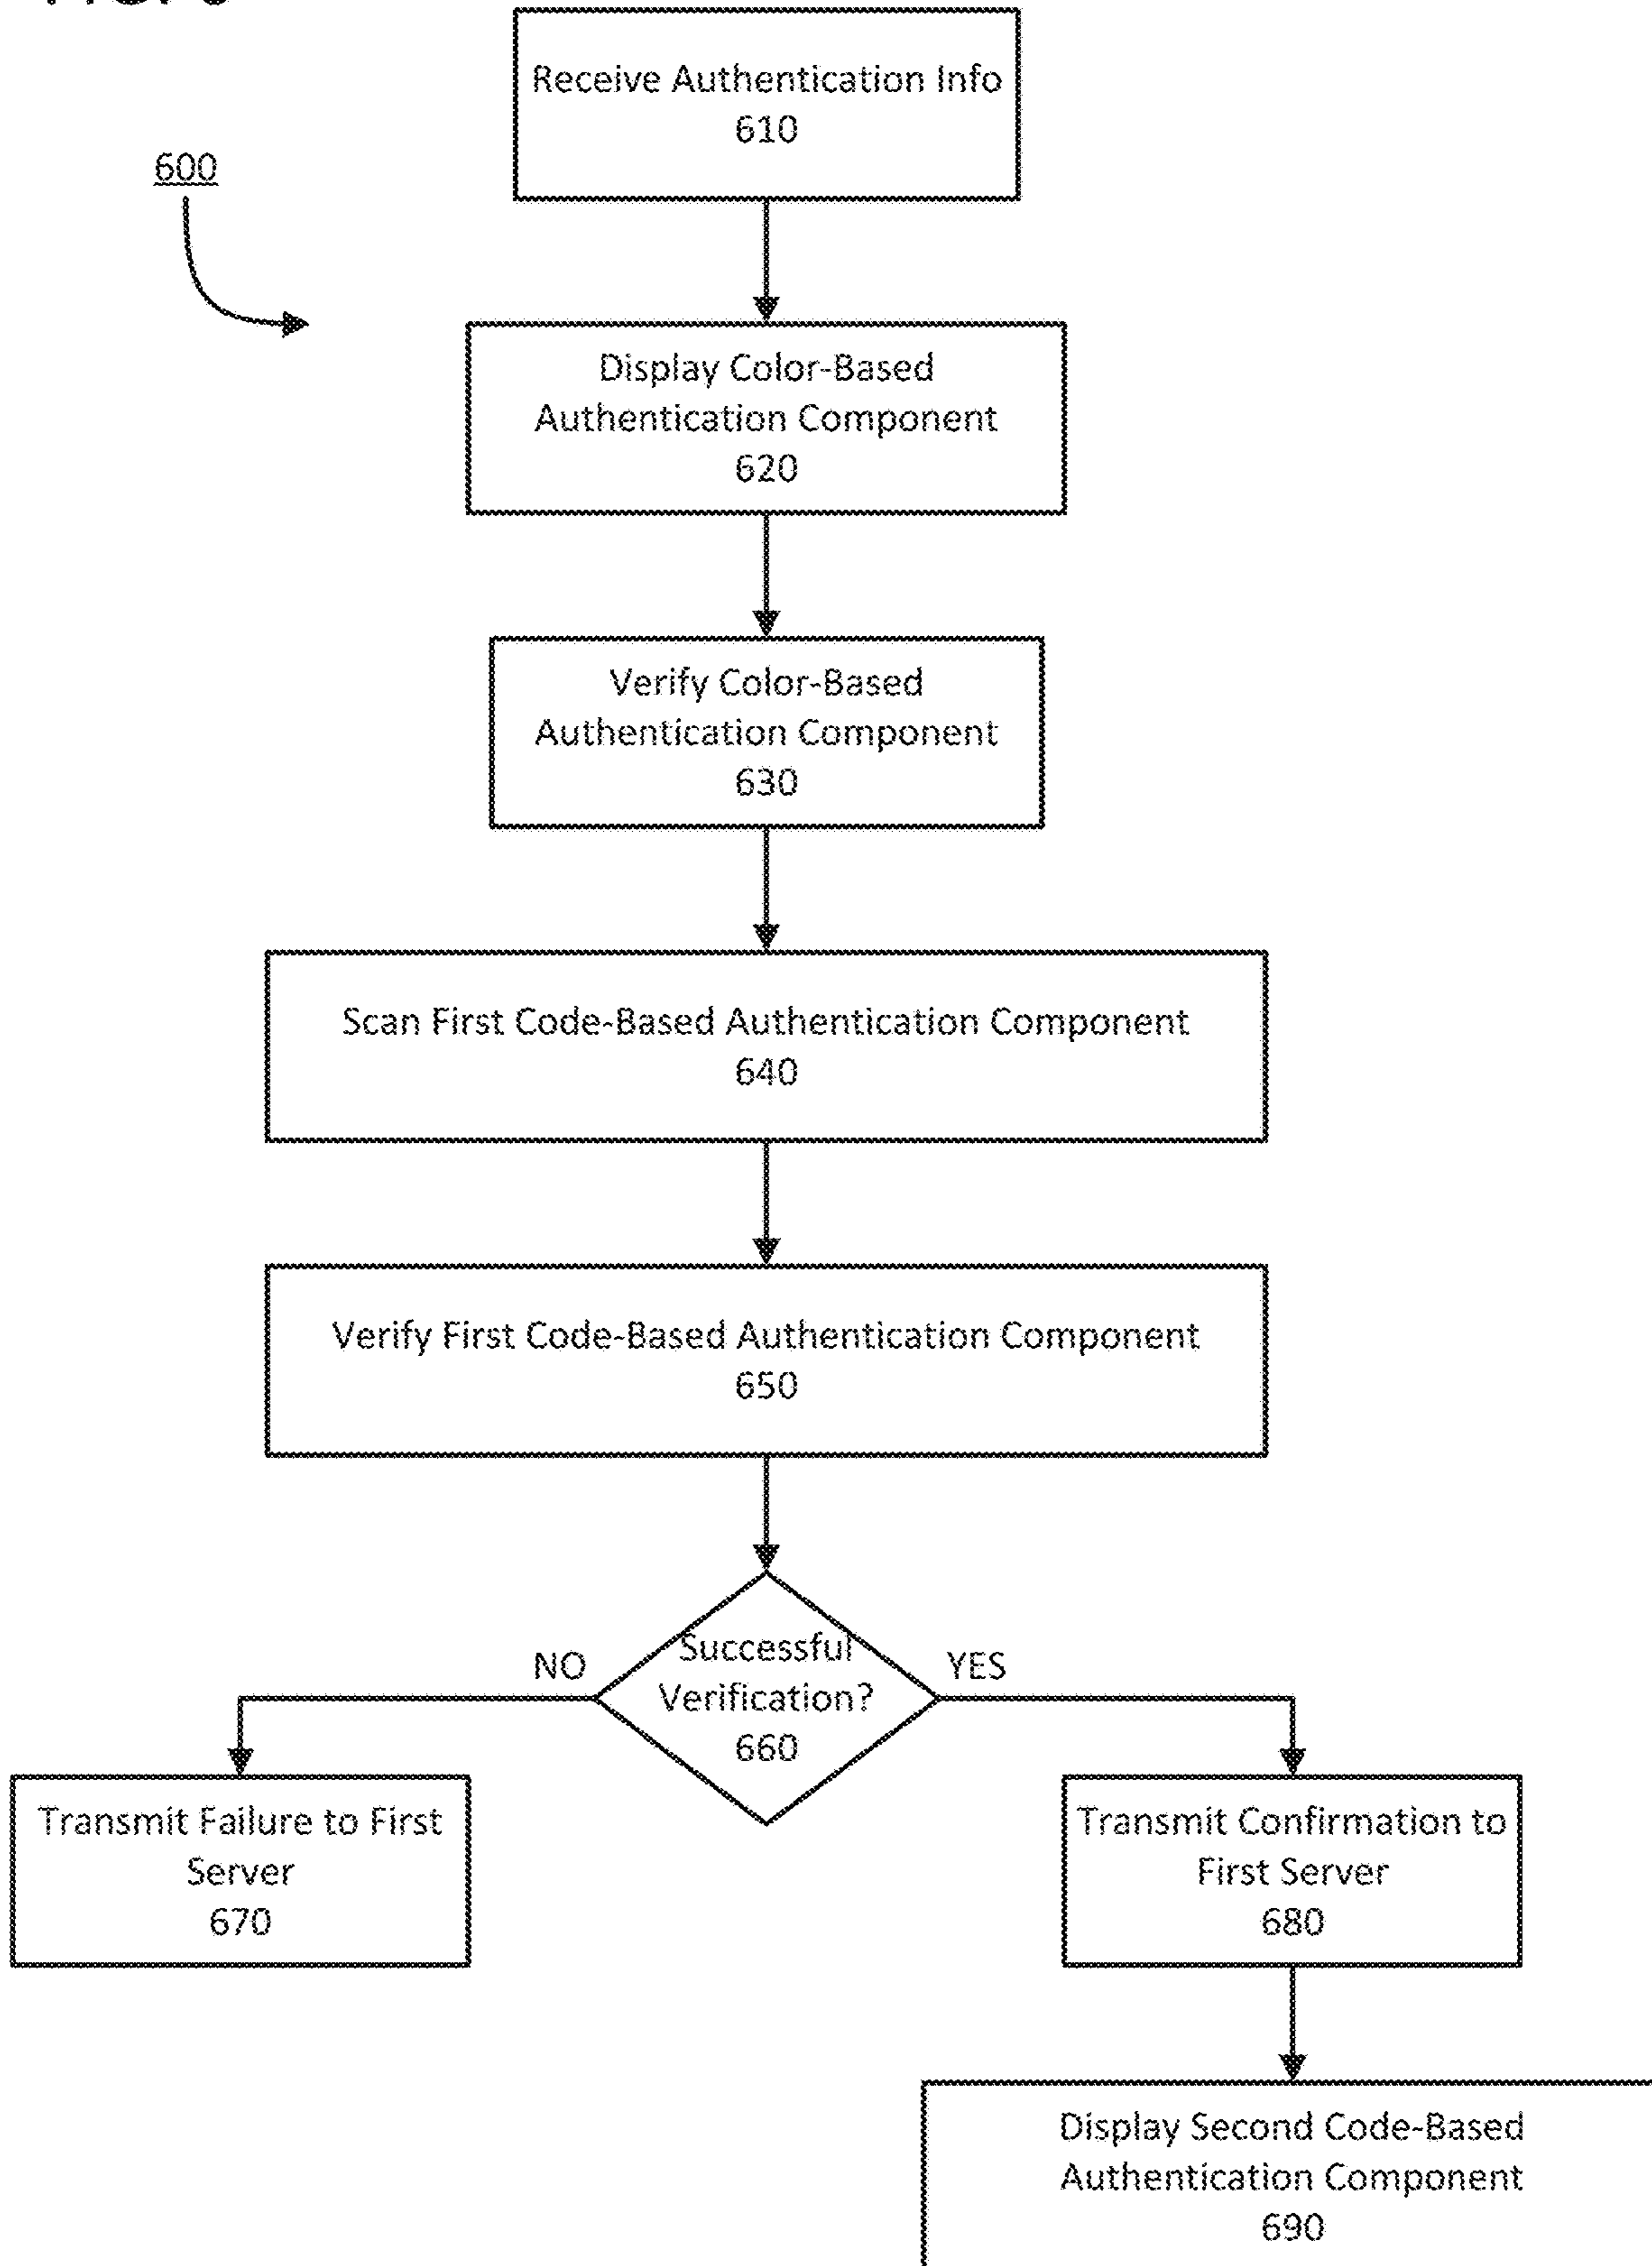 Receive Authentication Info
610
600
Display Color-Based
Authentication Component
620
Verify Color-Based
Authentication Component
630
Scan First Code-Based Authentication Component
640
Verify First Code-Based Authentication Component
650
Successful
Verification?
660
NO
YES
Transmit Failure to First
Server
670
Transmit Confirmation to
First Server
680
Display Second Code-Based
Authentication Component
690